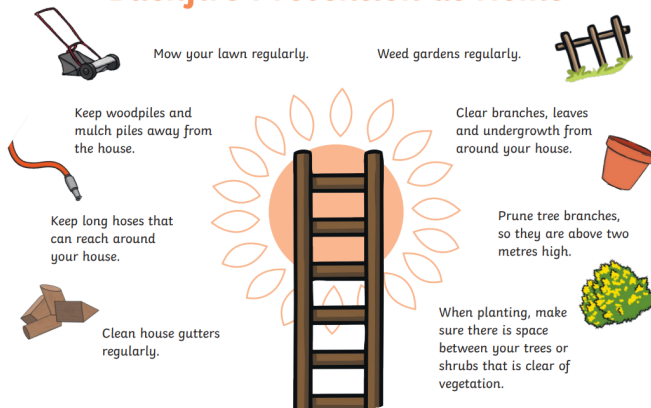 Prevention at Home
Mow your lawn regularly.
Weed gardens regularly.
Keep woodpiles and
mulch piles away from
the house.
Clear branches, leaves
and undergrowth from
around your house.
Keep long hoses that
can reach around
your house.
Prune tree branches,
so they are above two
metres high.
Clean house gutters
regularly.
When planting, make
sure there is space
between your trees or
shrubs that is clear of
vegetation.